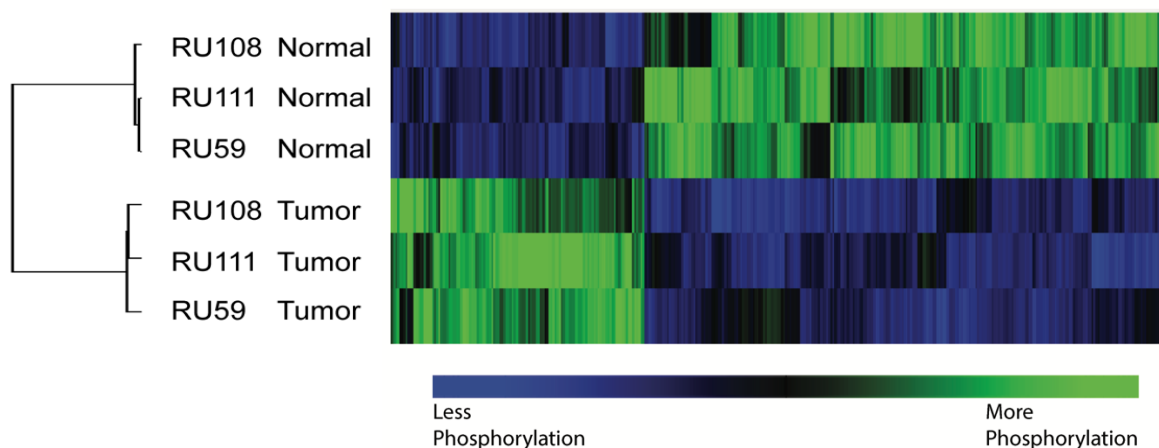 RU108 Normal
RU111 Normal
RU59 Normal
RU108 Tumor
RU111 Tumor
RU59 Tumor
Less
Phosphorylation
More
Phosphorylation